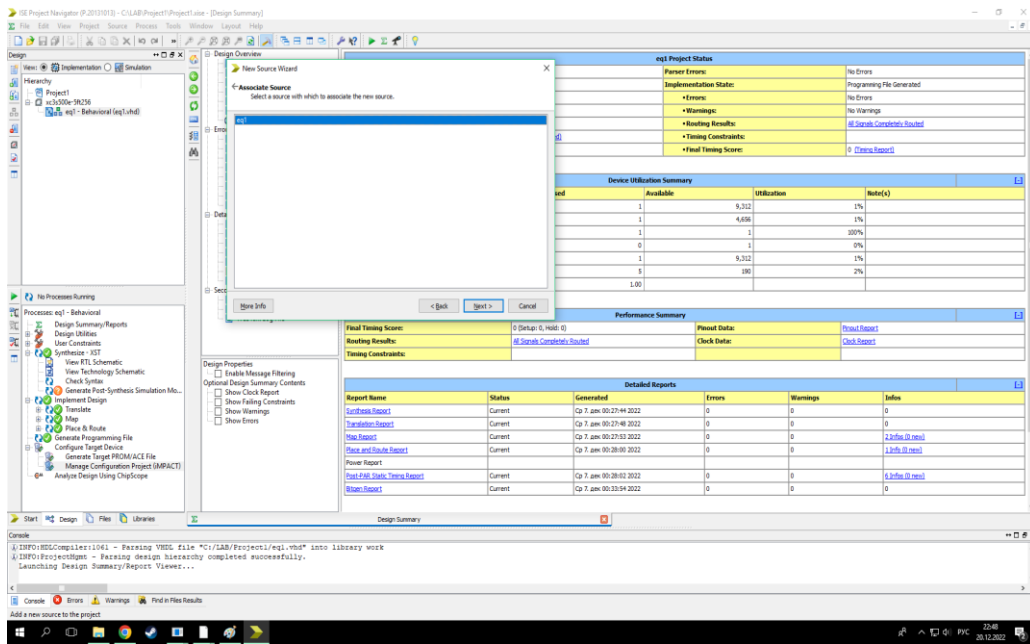 ISE Project Navigator (P.20131013) - C:\LAB\Project1\Project1.xise - [Design Summary]
File Edit View Project Source Process Tools Window Layout Help
Design
View: Implementation Simulation
Hierarchy
Project1
xc3s500e-5ft256
eq1 - Behavioral (eq1.vhd)
No Processes Running
Processes: eq1 - Behavioral
Design Summary/Reports
Design Utilities
User Constraints
Synthesize - XST
View RTL Schematic
View Technology Schematic
Check Syntax
Generate Post-Synthesis Simulation Mo...
Implement Design
Translate
Map
Place & Route
Generate Programming File
Configure Target Device
Generate Target PROM/ACE File
Manage Configuration Project (iMPACT)
Analyze Design Using ChipScope
Start Design Files Libraries
Design Overview
New Source Wizard
Associate Source
Select a source with which to associate the new source.
eq1
More Info < Back Next > Cancel
Design Properties
Enable Message Filtering
Optional Design Summary Contents
Show Clock Report
Show Failing Constraints
Show Warnings
Show Errors
eq1 Project Status
Parser Errors: No Errors
Implementation State: Programming File Generated
•Errors: No Errors
•Warnings: No Warnings
•Routing Results: All Signals Completely Routed
•Timing Constraints:
•Final Timing Score: 0 (Timing Report)
Device Utilization Summary [-]
Available Utilization Note(s)
1 9,312 1%
1 4,656 1%
1 1 100%
0 1 0%
1 9,312 1%
5 190 2%
1.00
Performance Summary [-]
Final Timing Score: 0 (Setup: 0, Hold: 0) Pinout Data: Pinout Report
Routing Results: All Signals Completely Routed Clock Data: Clock Report
Timing Constraints:
Detailed Reports [-]
Report Name Status Generated Errors Warnings Infos
Synthesis Report Current Ср 7. дек 00:27:44 2022 0 0 0
Translation Report Current Ср 7. дек 00:27:48 2022 0 0 0
Map Report Current Ср 7. дек 00:27:53 2022 0 0 2 Infos (0 new)
Place and Route Report Current Ср 7. дек 00:28:00 2022 0 0 1 Info (0 new)
Power Report
Post-PAR Static Timing Report Current Ср 7. дек 00:28:02 2022 0 0 6 Infos (0 new)
Bitgen Report Current Ср 7. дек 00:33:54 2022 0 0 0
Design Summary
Console
INFO:HDLCompiler:1061 - Parsing VHDL file "C:/LAB/Project1/eq1.vhd" into library work
INFO:ProjectMgmt - Parsing design hierarchy completed successfully.
Launching Design Summary/Report Viewer...
Console Errors Warnings Find in Files Results
Add a new source to the project
РУС
22:48
20.12.2022